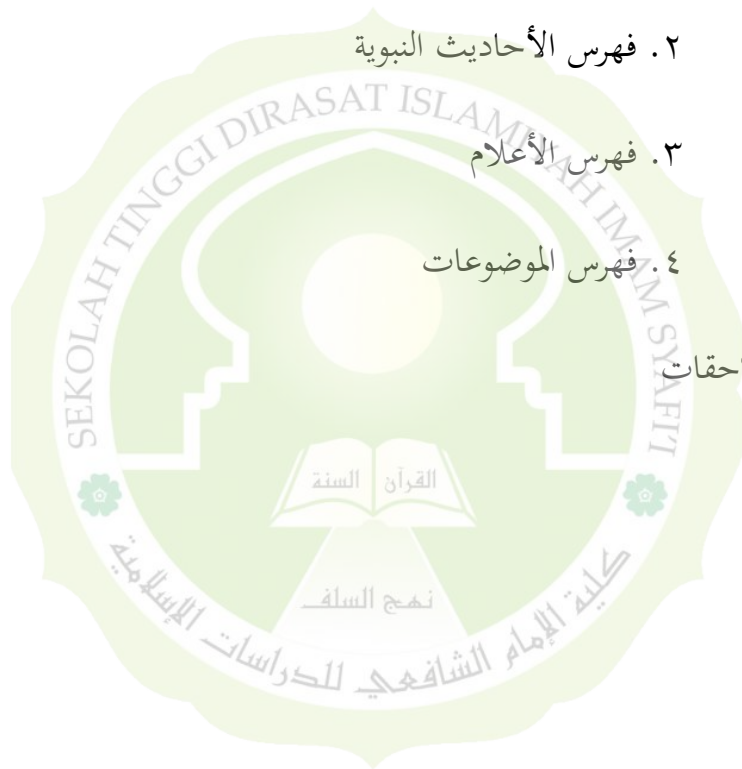 ٢. فهرس الأحاديث النبوية
٣. فهرس الأعلام
٤. فهرس الموضوعات
SEKOLAH TINGGI DIRASAT ISLAMIYAH IMAM SYAFI'I
القرآن السنة
نهج السلف
كلية الإمام الشافعي للدراسات الإسلامية